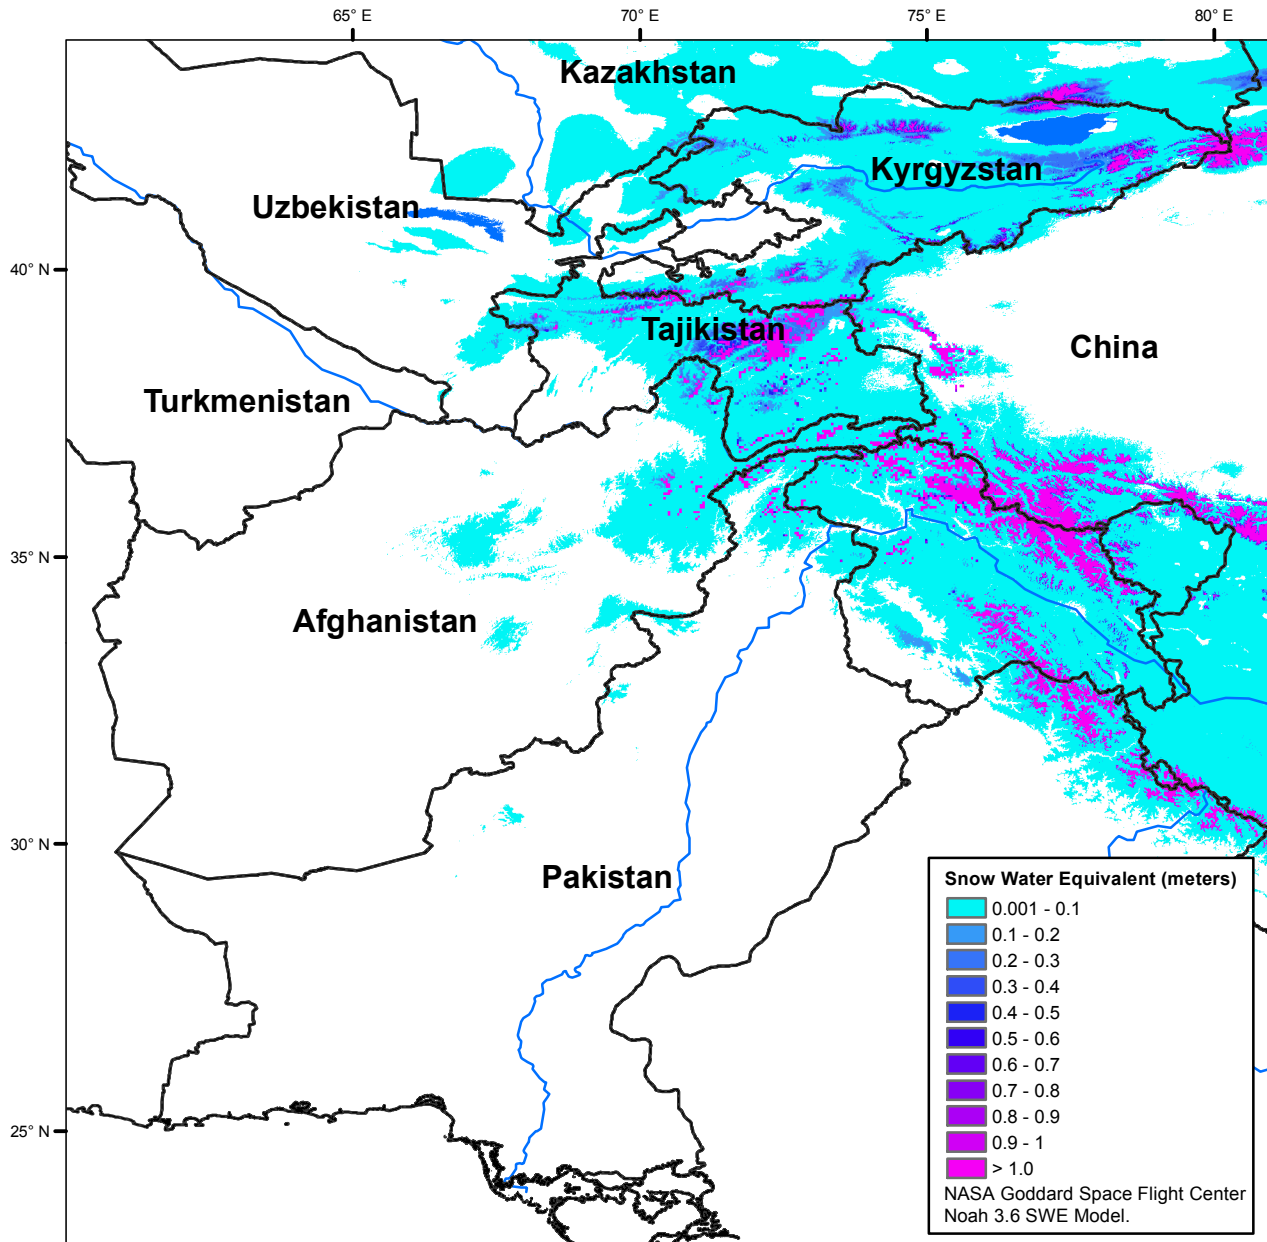 65° E
70° E
75° E
80° E
Kazakhstan
Kyrgyzstan
Uzbekistan
40° N
Tajikistan
China
Turkmenistan
35° N
Afghanistan
30° N
Pakistan
25° N
Snow Water Equivalent (meters)
0.001 - 0.1
0.1 - 0.2
0.2 - 0.3
0.3 - 0.4
0.4 - 0.5
0.5 - 0.6
0.6 - 0.7
0.7 - 0.8
0.8 - 0.9
0.9 - 1
> 1.0
NASA Goddard Space Flight Center
Noah 3.6 SWE Model.